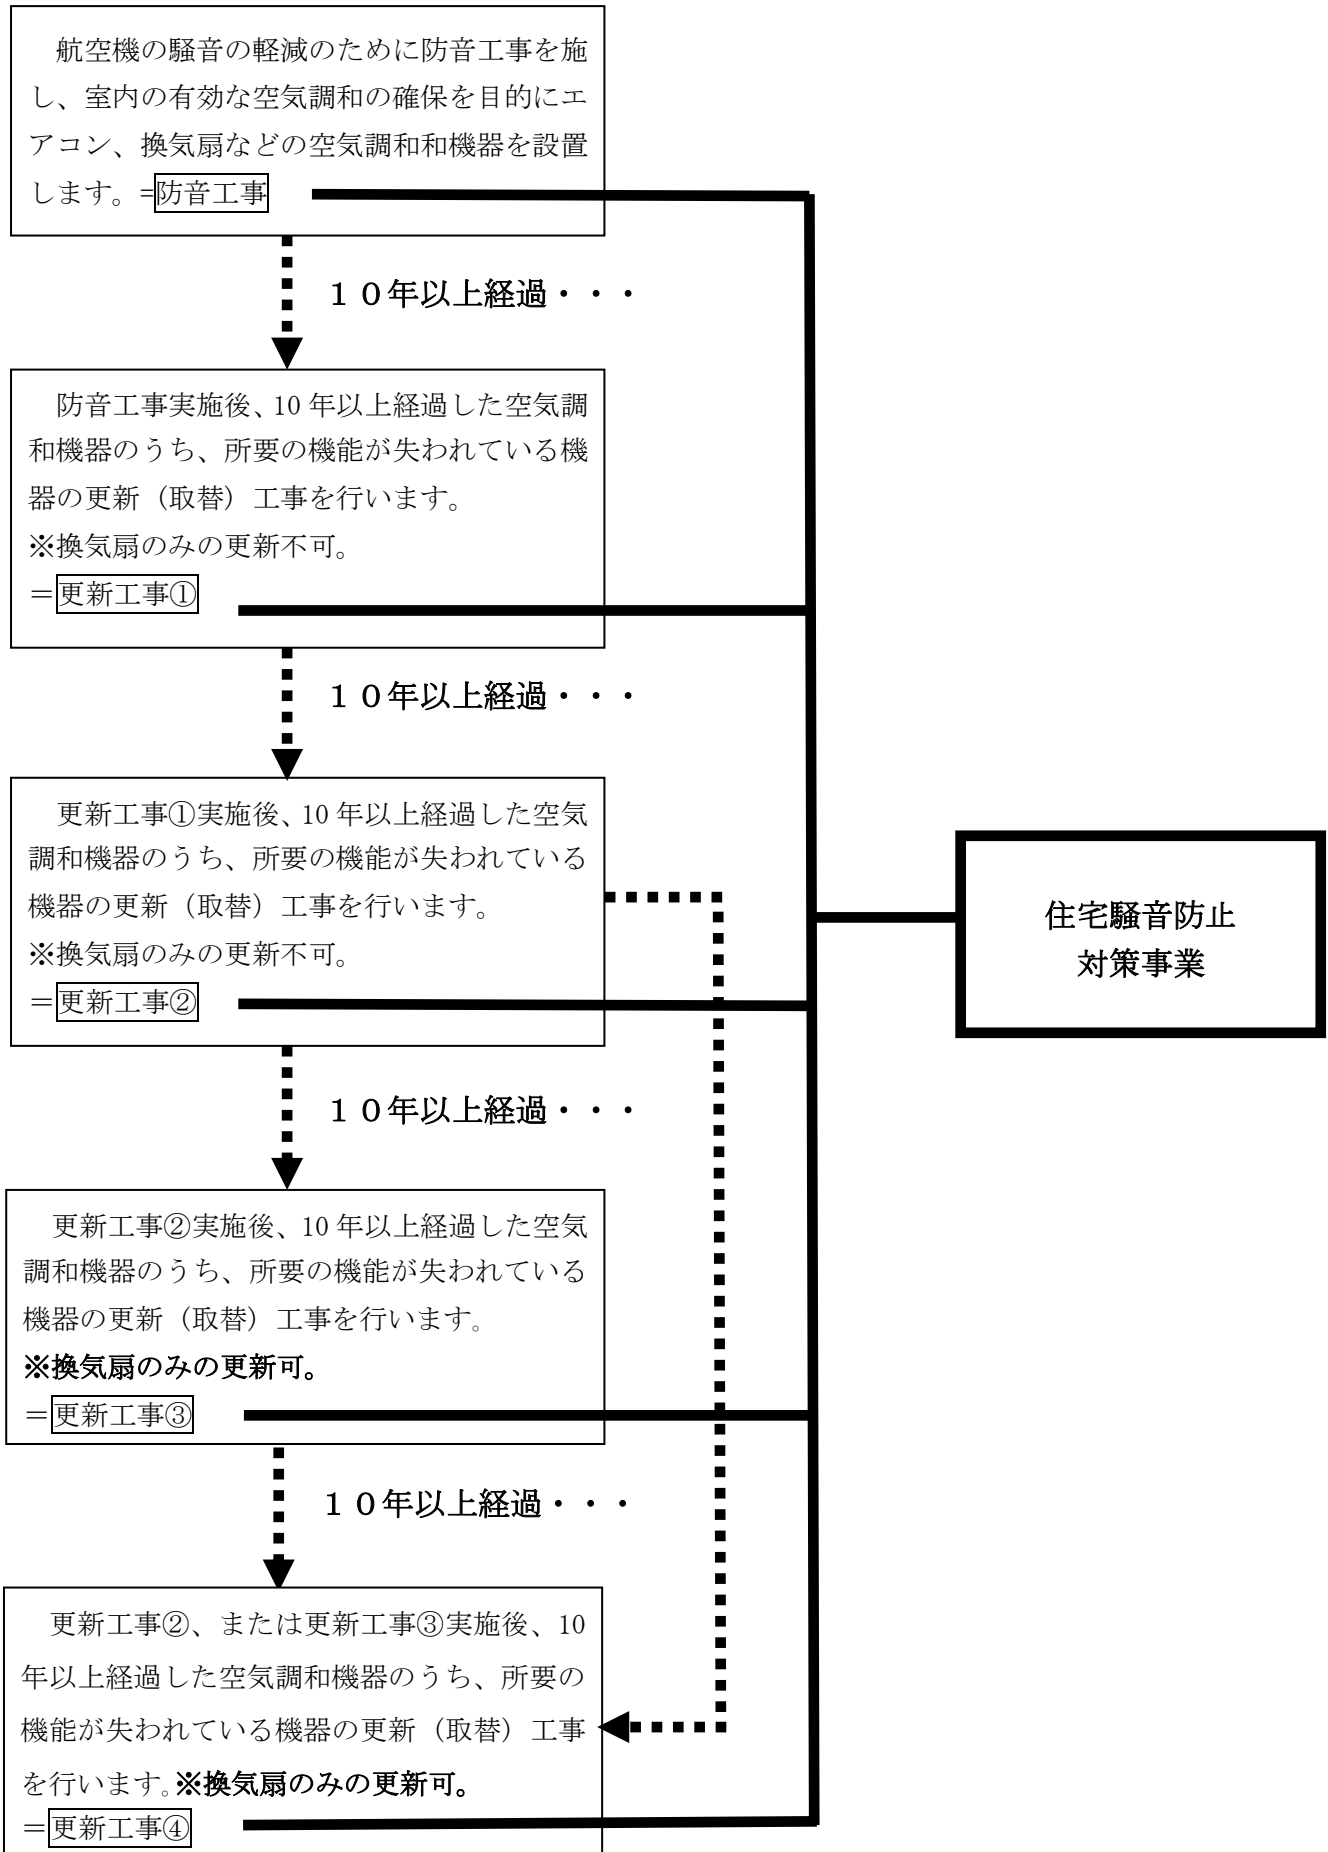 航空機の騒音の軽減のために防音工事を施
し、室内の有効な空気調和の確保を目的にエ
アコン、換気扇などの空気調和和機器を設置
します。=防音工事
１０年以上経過・・・
防音工事実施後、10年以上経過した空気調
和機器のうち、所要の機能が失われている機
器の更新（取替）工事を行います。
※換気扇のみの更新不可。
＝更新工事①
１０年以上経過・・・
更新工事①実施後、10年以上経過した空気
調和機器のうち、所要の機能が失われている
機器の更新（取替）工事を行います。
※換気扇のみの更新不可。
＝更新工事②
１０年以上経過・・・
更新工事②実施後、10年以上経過した空気
調和機器のうち、所要の機能が失われている
機器の更新（取替）工事を行います。
※換気扇のみの更新可。
＝更新工事③
１０年以上経過・・・
更新工事②、または更新工事③実施後、10
年以上経過した空気調和機器のうち、所要の
機能が失われている機器の更新（取替）工事
を行います。※換気扇のみの更新可。
＝更新工事④
住宅騒音防止
対策事業